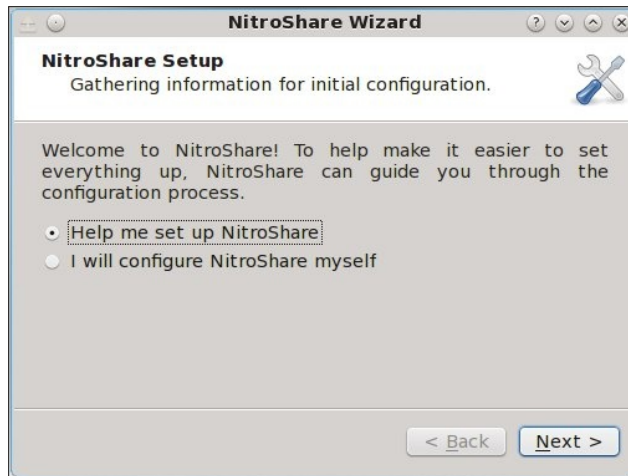 NitroShare Wizard
NitroShare Setup
Gathering information for initial configuration.
Welcome to NitroShare! To help make it easier to set
everything up, NitroShare can guide you through the
configuration process.
Help me set up NitroShare
I will configure NitroShare myself
< Back Next >